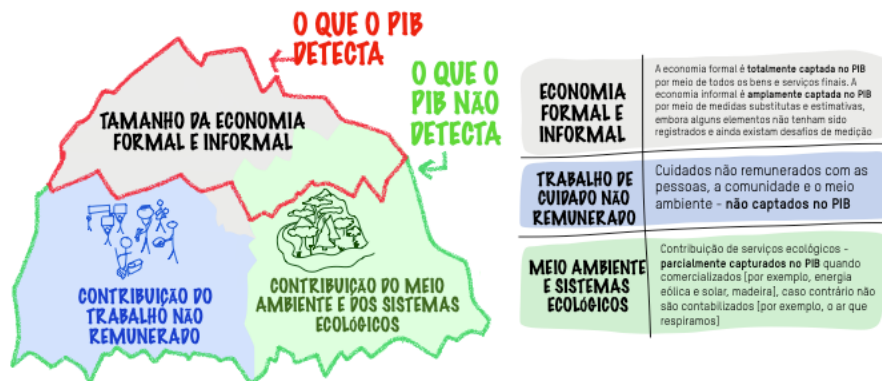 O QUE O PIB
DETECTA
O QUE O
PIB NÃO
DETECTA
TAMANHO DA ECONOMIA
FORMAL E INFORMAL
CONTRIBUIÇÃO DO
TRABALHO NÃO
REMUNERADO
CONTRIBUIÇÃO DO MEIO
AMBIENTE E DOS SISTEMAS
ECOLÓGICOS
ECONOMIA
FORMAL E
INFORMAL
A economia formal é totalmente captada no PIB
por meio de todos os bens e serviços finais. A
economia informal é amplamente captada no PIB
por meio de medidas substitutas e estimativas,
embora alguns elementos não tenham sido
registrados e ainda existam desafios de medição
TRABALHO DE
CUIDADO NÃO
REMUNERADO
Cuidados não remunerados com as
pessoas, a comunidade e o meio
ambiente - não captados no PIB
MEIO AMBIENTE
E SISTEMAS
ECOLÓGICOS
Contribuição de serviços ecológicos -
parcialmente capturados no PIB quando
comercializados [por exemplo, energia
eólica e solar, madeira], caso contrário não
são contabilizados [por exemplo, o ar que
respiramos]